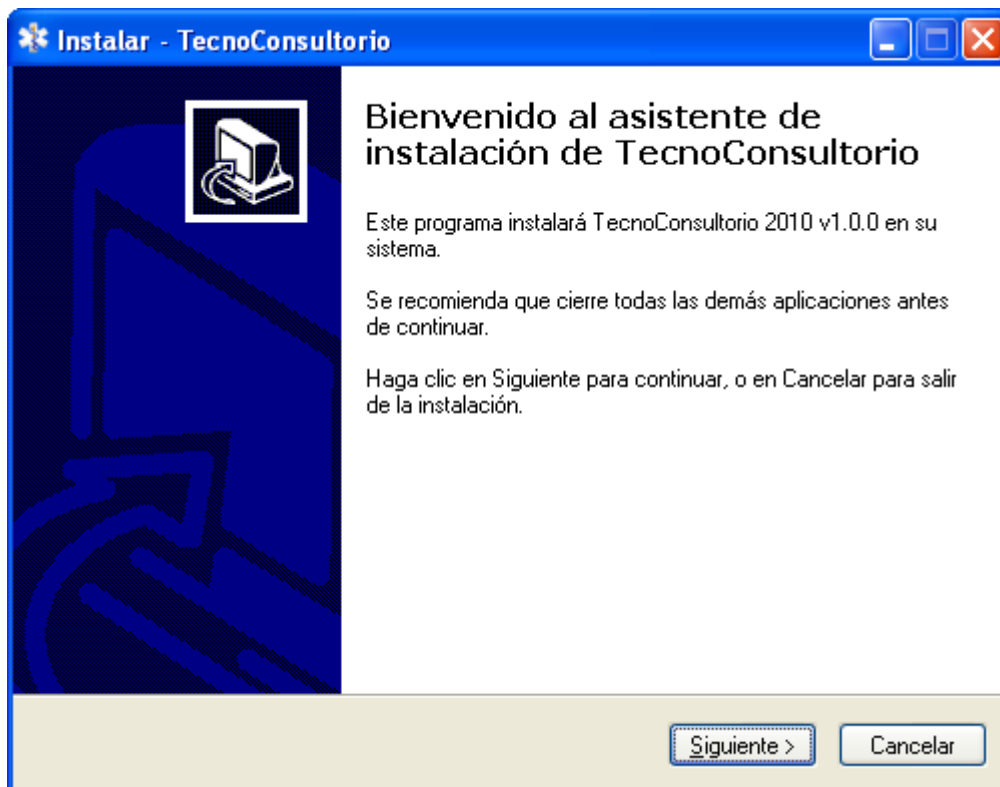 Instalar - TecnoConsultorio
Bienvenido al asistente de
instalación de TecnoConsultorio
Este programa instalará TecnoConsultorio 2010 v1.0.0 en su
sistema.
Se recomienda que cierre todas las demás aplicaciones antes
de continuar.
Haga clic en Siguiente para continuar, o en Cancelar para salir
de la instalación.
Siguiente >
Cancelar